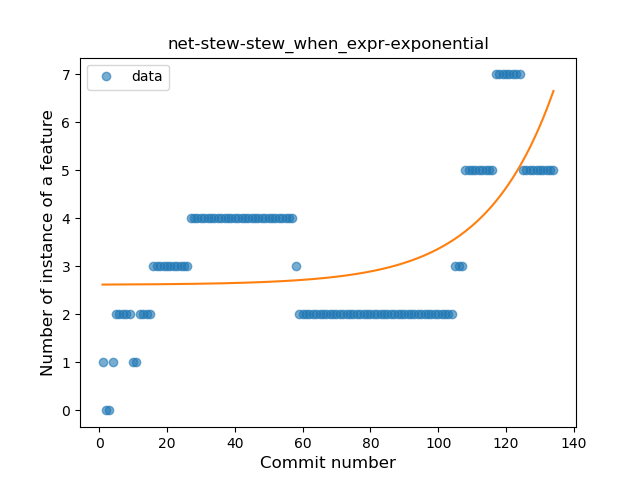 net-stew-stew_when_expr-exponential
data
Number of instance of a feature
7
6
5
4
3
2
1
0
0 20 40 60 80 100 120 140
Commit number